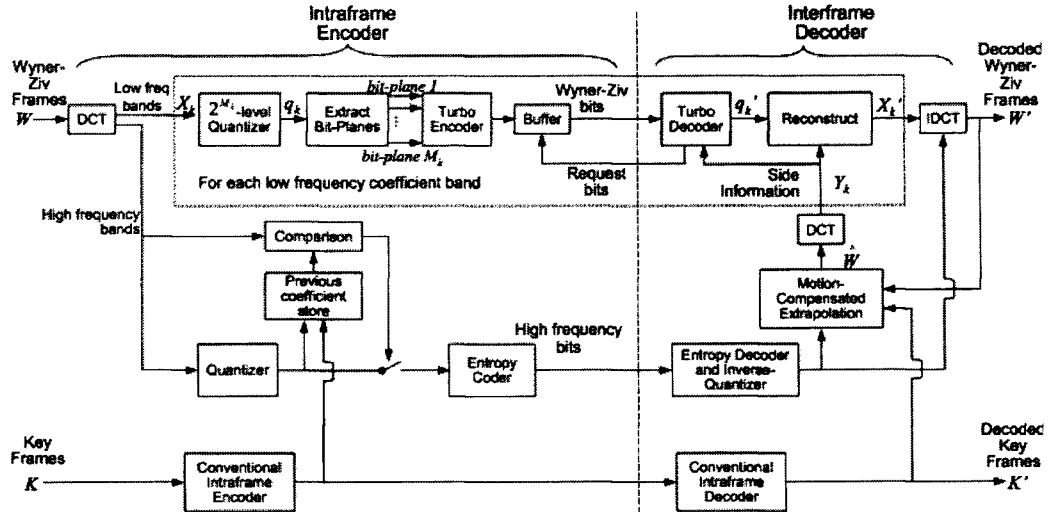 Intraframe
Encoder
Interframe
Decoder
Wyner-
Ziv
Frames
W
DCT
Low freq
bands
X_k
2^{M_k}-level
Quantizer
q_k
Extract
Bit-Planes
bit-plane 1
⋮
bit-plane M_k
Turbo
Encoder
Buffer
Wyner-Ziv
bits
Turbo
Decoder
q_k'
Reconstruct
X_k'
IDCT
Decoded
Wyner-
Ziv
Frames
W'
For each low frequency coefficient band
Request
bits
Side
Information
Y_k
DCT
Ŵ
High frequency
bands
Comparison
Previous
coefficient
store
Motion-
Compensated
Extrapolation
Quantizer
Entropy
Coder
High frequency
bits
Entropy Decoder
and Inverse-
Quantizer
Key
Frames
K
Conventional
Intraframe
Encoder
Conventional
Intraframe
Decoder
Decoded
Key
Frames
K'